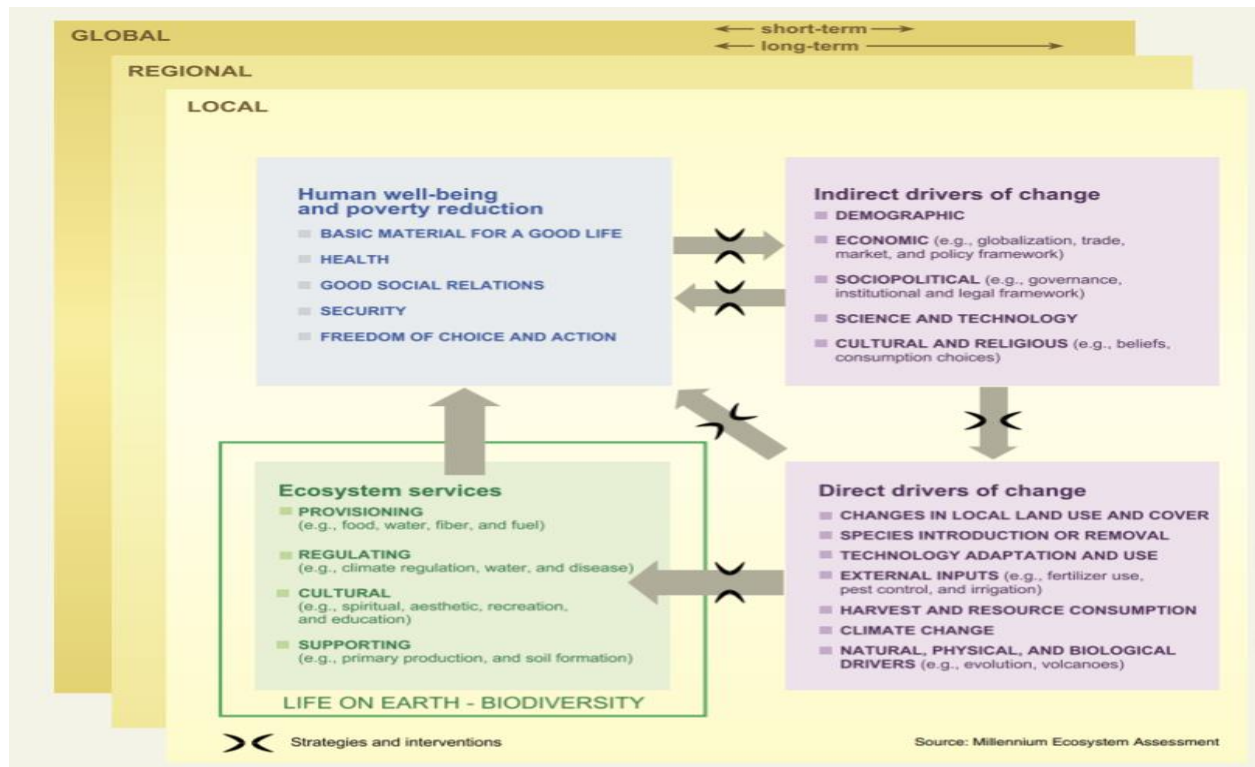 GLOBAL
short-term
long-term
REGIONAL
LOCAL
Human well-being
and poverty reduction
BASIC MATERIAL FOR A GOOD LIFE
HEALTH
GOOD SOCIAL RELATIONS
SECURITY
FREEDOM OF CHOICE AND ACTION
Indirect drivers of change
DEMOGRAPHIC
ECONOMIC (e.g., globalization, trade,
market, and policy framework)
SOCIOPOLITICAL (e.g., governance,
institutional and legal framework)
SCIENCE AND TECHNOLOGY
CULTURAL AND RELIGIOUS (e.g., beliefs,
consumption choices)
Ecosystem services
PROVISIONING
(e.g., food, water, fiber, and fuel)
REGULATING
(e.g., climate regulation, water, and disease)
CULTURAL
(e.g., spiritual, aesthetic, recreation,
and education)
SUPPORTING
(e.g., primary production, and soil formation)
LIFE ON EARTH - BIODIVERSITY
Direct drivers of change
CHANGES IN LOCAL LAND USE AND COVER
SPECIES INTRODUCTION OR REMOVAL
TECHNOLOGY ADAPTATION AND USE
EXTERNAL INPUTS (e.g., fertilizer use,
pest control, and irrigation)
HARVEST AND RESOURCE CONSUMPTION
CLIMATE CHANGE
NATURAL, PHYSICAL, AND BIOLOGICAL
DRIVERS (e.g., evolution, volcanoes)
Strategies and interventions
Source: Millennium Ecosystem Assessment